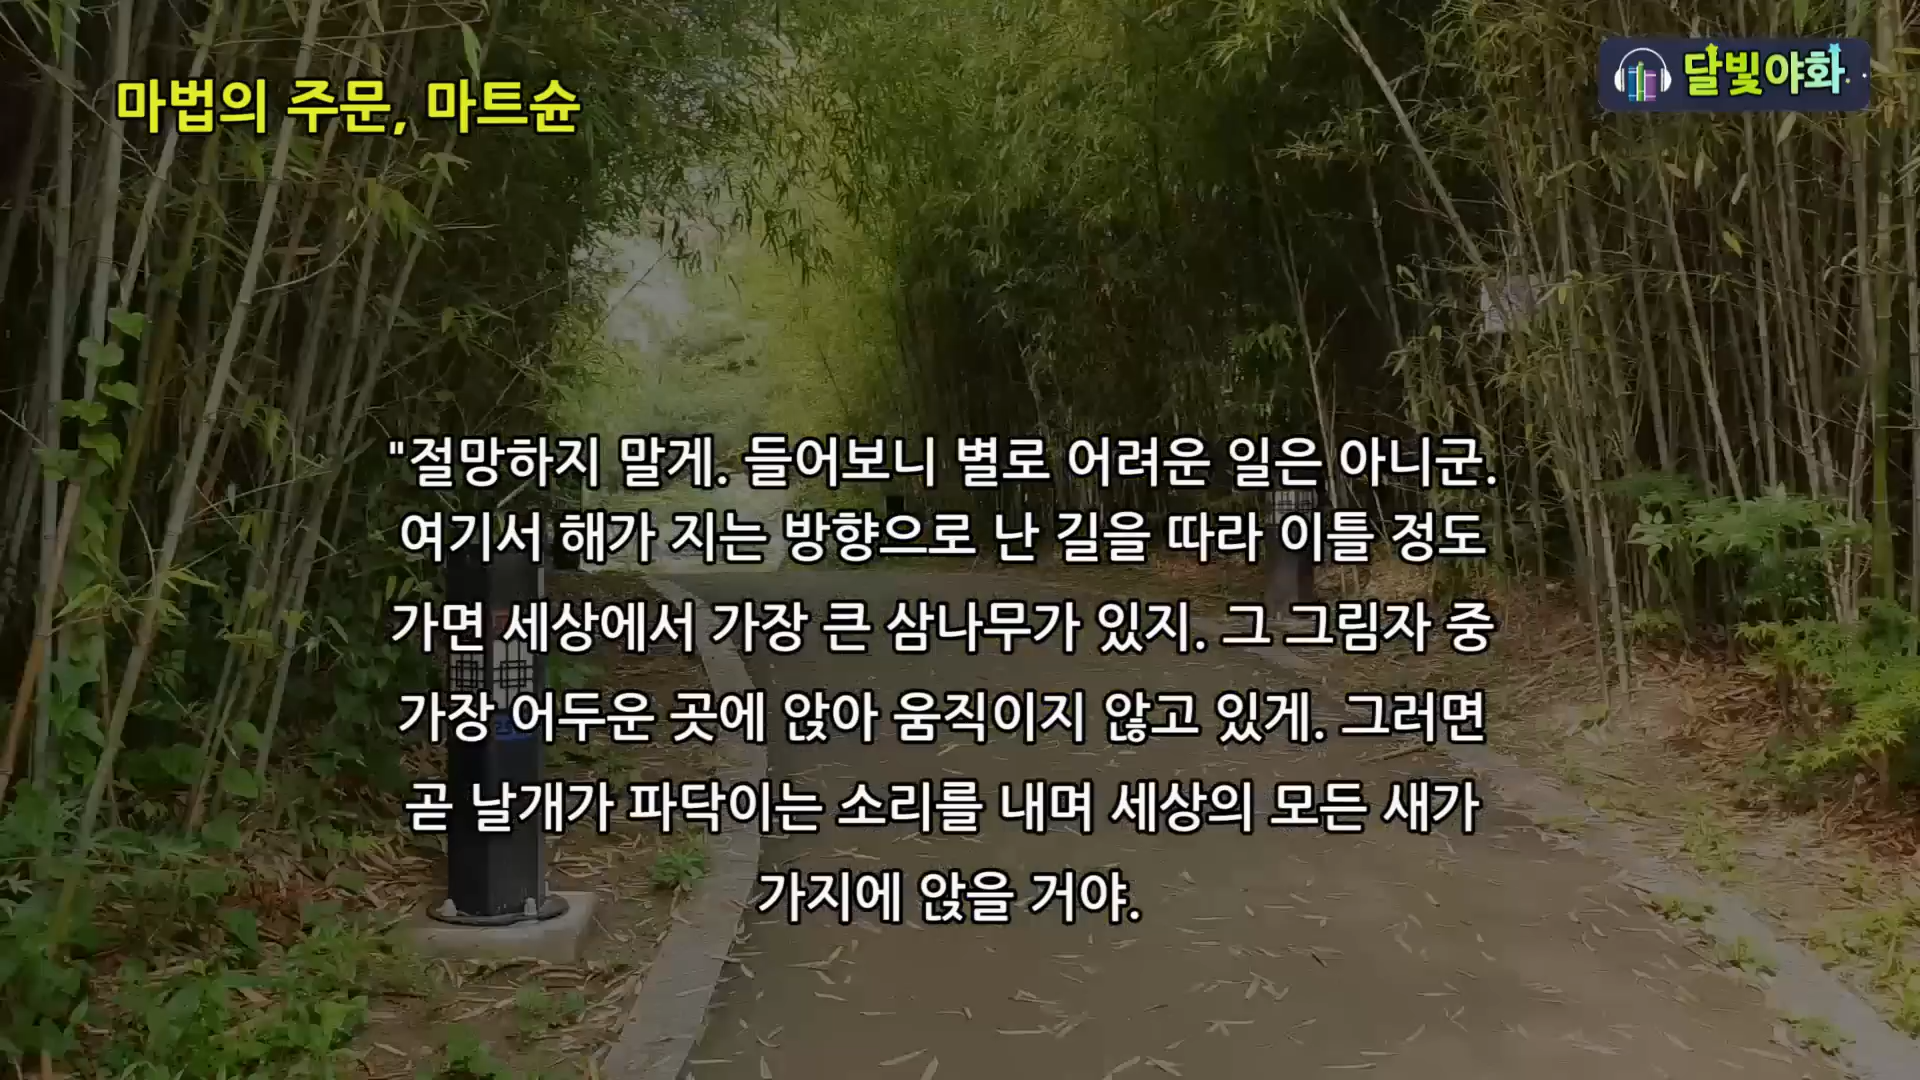 마법의 주문, 마트슌
달빛야화
"절망하지 말게. 들어보니 별로 어려운 일은 아니군.
여기서 해가 지는 방향으로 난 길을 따라 이틀 정도
가면 세상에서 가장 큰 삼나무가 있지. 그 그림자 중
가장 어두운 곳에 앉아 움직이지 않고 있게. 그러면
곧 날개가 파닥이는 소리를 내며 세상의 모든 새가
가지에 앉을 거야.